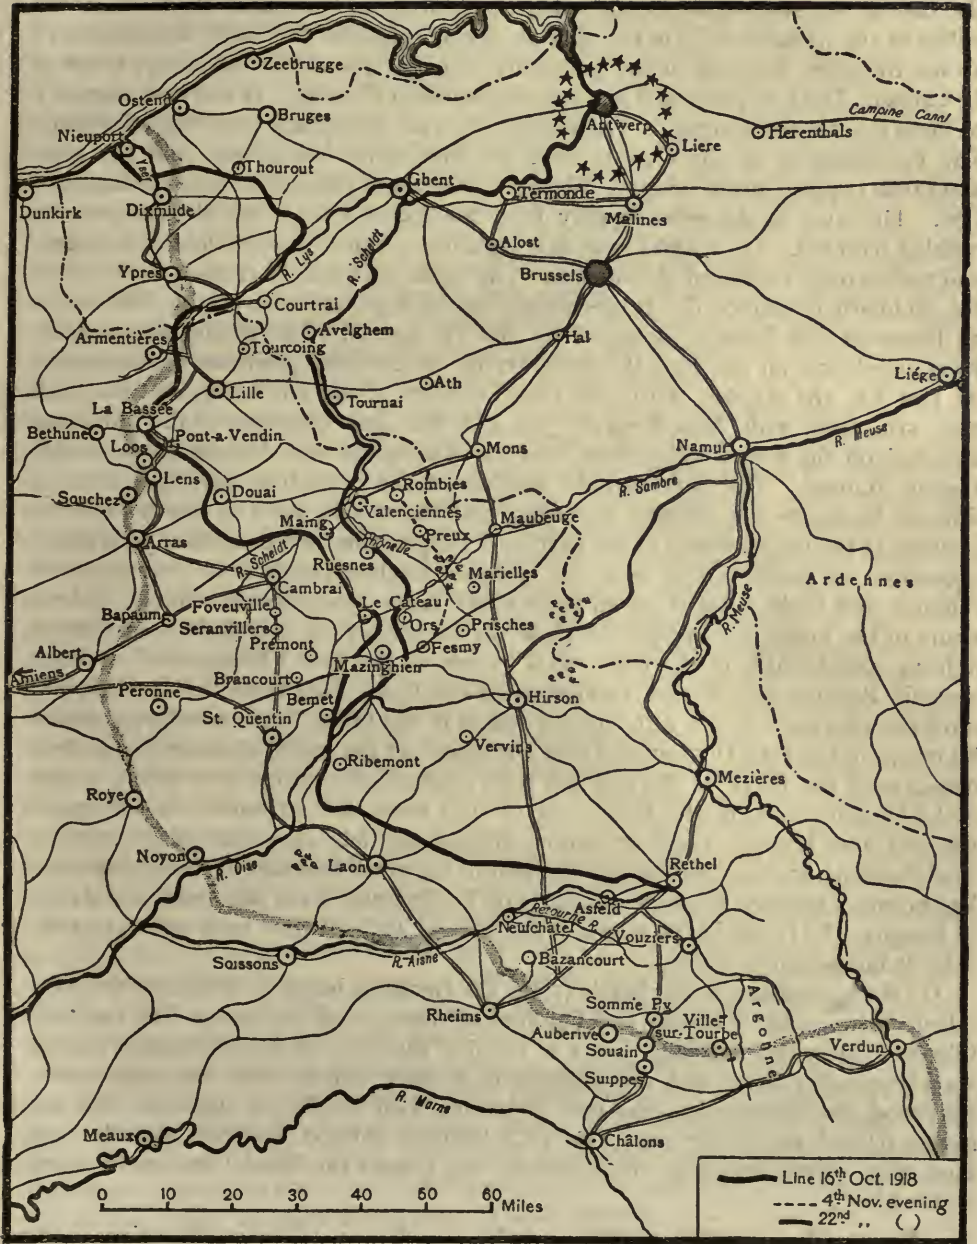 Zeebrugge
Ostend
Bruges
Nieuport
Yser
Thourout
Antwerp
Campine Canal
Herenthals
Liere
Ghent
Termonde
Dunkirk
Dixmude
Malines
R. Lys
R. Scheldt
Alost
Ypres
Brussels
Courtrai
Avelghem
Hal
Armentières
Tourcoing
Liége
Lille
Ath
Tournai
La Bassée
Bethune
Pont-a-Vendin
R. Meuse
Loos
Mons
Namur
Lens
Rombies
R. Sambre
Souchez
Douai
Valenciennes
Maing
Preux
Maubeuge
Arras
Rhonelle
R. Scheldt
Ruesnes
Marielles
Ardennes
Cambrai
R. Meuse
Foveuville
Le Cateau
Bapaume
Seranvillers
Ors
Prisches
Premont
Fesmy
Albert
Mazinghien
Amiens
Brancourt
Peronne
Bemet
Hirson
St. Quentin
Vervins
Ribemont
Mezières
Roye
Noyon
R. Oise
Laon
Rethel
Asfeld
Retourne R.
Neufchatel
Vouziers
Soissons
R. Aisne
Bazancourt
Somme Py
Argonne
Rheims
Auberive
Ville-
sur-Tourbe
Souain
Verdun
Suippes
R. Marne
Meaux
Châlons
Line 16th Oct. 1918
4th Nov. evening
22nd ,, ( )
0 10 20 30 40 50 60 Miles